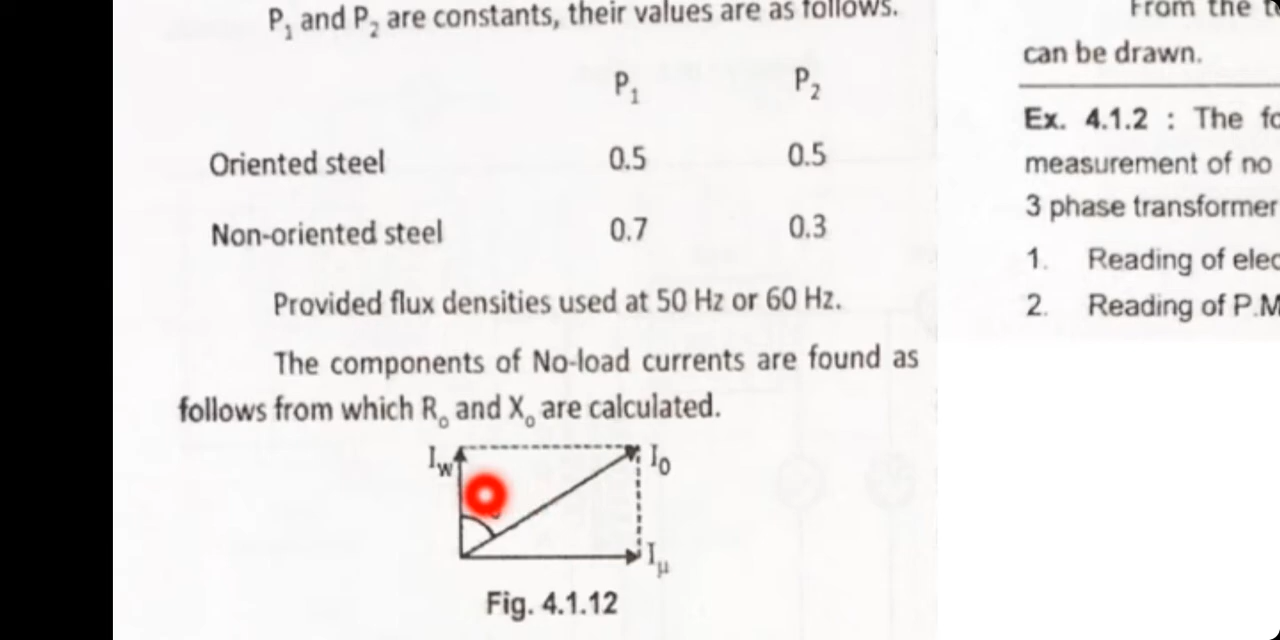 P₁ and P₂ are constants, their values are as follows.
P₁ P₂
Oriented steel 0.5 0.5
Non-oriented steel 0.7 0.3
Provided flux densities used at 50 Hz or 60 Hz.
The components of No-load currents are found as
follows from which R₀ and X₀ are calculated.
I_w I₀
I_μ
Fig. 4.1.12
From the
can be drawn.
Ex. 4.1.2 : The
measurement of no
3 phase transformer
1. Reading of
2. Reading of